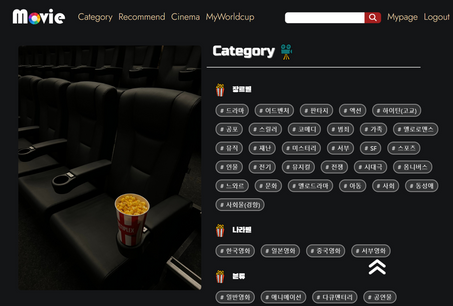 Movie Category Recommend Cinema MyWorldcup Mypage Logout
Category
장르별
# 드라마 # 어드벤처 # 판타지 # 액션 # 하이틴(고교)
# 공포 # 스릴러 # 코메디 # 범죄 # 가족 # 멜로로맨스
# 뮤직 # 재난 # 미스터리 # 서부 # SF # 스포츠
# 인물 # 전기 # 뮤지컬 # 전쟁 # 시대극 # 옴니버스
# 느와르 # 문화 # 멜로드라마 # 아동 # 사회 # 동성애
# 사회물(경향)
나라별
# 한국영화 # 일본영화 # 중국영화 # 서부영화
분류
# 일반영화 # 애니메이션 # 다큐멘터리 # 공연물